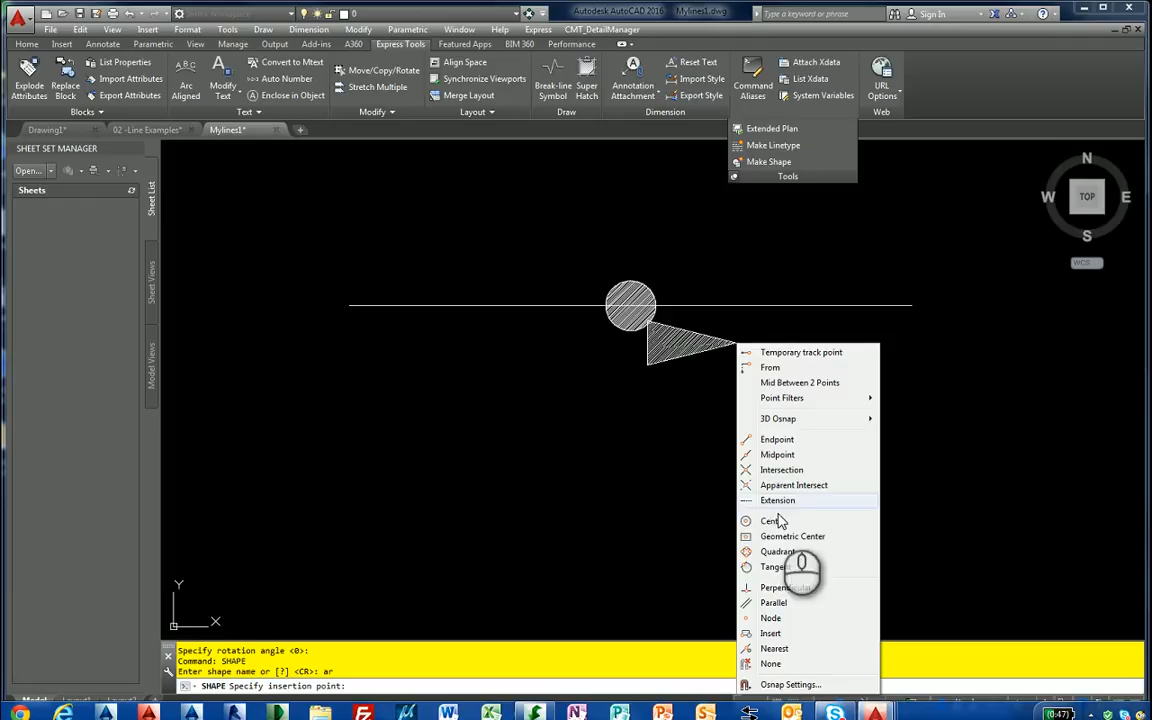 0
Autodesk AutoCAD 2016 Mylines1.dwg
Type a keyword or phrase
Sign In
File Edit View Insert Format Tools Draw Dimension Modify Parametric Window Help Express CMT_DetailManager
Home Insert Annotate Parametric View Manage Output Add-ins A360 Express Tools Featured Apps BIM 360 Performance
Explode Attributes
Replace Block
List Properties
Import Attributes
Export Attributes
Blocks
Arc Aligned
Modify Text
Convert to Mtext
Auto Number
Enclose in Object
Text
Move/Copy/Rotate
Stretch Multiple
Modify
Align Space
Synchronize Viewports
Merge Layout
Layout
Break-line Symbol
Super Hatch
Draw
Annotation Attachment
Reset Text
Import Style
Export Style
Dimension
Command Aliases
Attach Xdata
List Xdata
System Variables
URL Options
Web
Extended Plan
Make Linetype
Make Shape
Tools
Drawing1*
02 -Line Examples*
Mylines1*
SHEET SET MANAGER
Open...
Sheets
Sheet List
Sheet Views
Model Views
N
W
TOP
E
S
WCS
Temporary track point
From
Mid Between 2 Points
Point Filters
3D Osnap
Endpoint
Midpoint
Intersection
Apparent Intersect
Extension
Geometric Center
Parallel
Node
Insert
Nearest
None
Osnap Settings...
Y
X
Specify rotation angle <0>:
Command: SHAPE
Enter shape name or [?] <CR>: ar
SHAPE Specify insertion point:
Model Layout1 Layout2
(0:47)